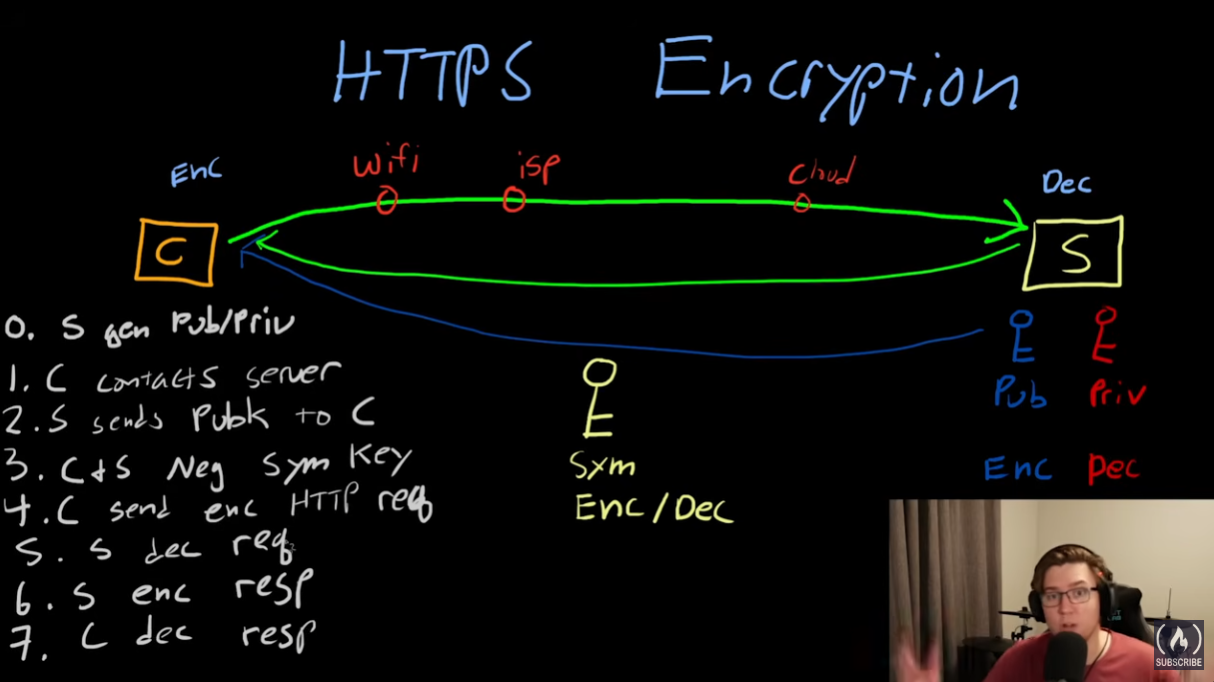 HTTPS Encryption
Enc
wifi
isp
cloud
Dec
C
S
0. S gen Pub/Priv
1. C contacts server
2. S sends Pubk to C
3. C+S Neg Sym Key
4. C send enc HTTP req
5. S dec req
6. S enc resp
7. C dec resp
Sym
Enc/Dec
Pub Priv
Enc Dec
SUBSCRIBE